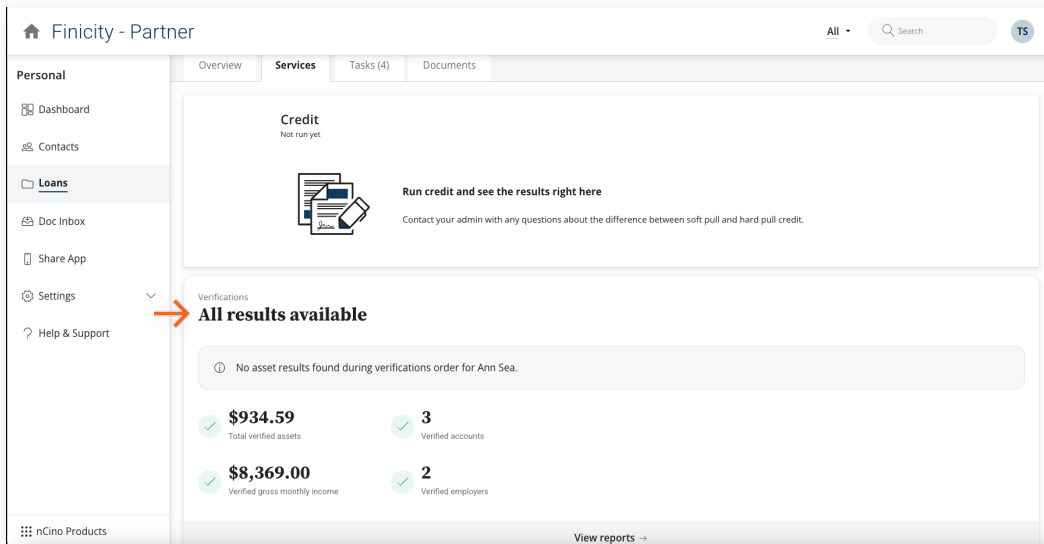 Finicity - Partner
All
Search
TS
Personal
Dashboard
Contacts
Loans
Doc Inbox
Share App
Settings
Help & Support
nCino Products
Overview Services Tasks (4) Documents
Credit
Not run yet
Run credit and see the results right here
Contact your admin with any questions about the difference between soft pull and hard pull credit.
Verifications
All results available
No asset results found during verifications order for Ann Sea.
$934.59
Total verified assets
3
Verified accounts
$8,369.00
Verified gross monthly income
2
Verified employers
View reports →